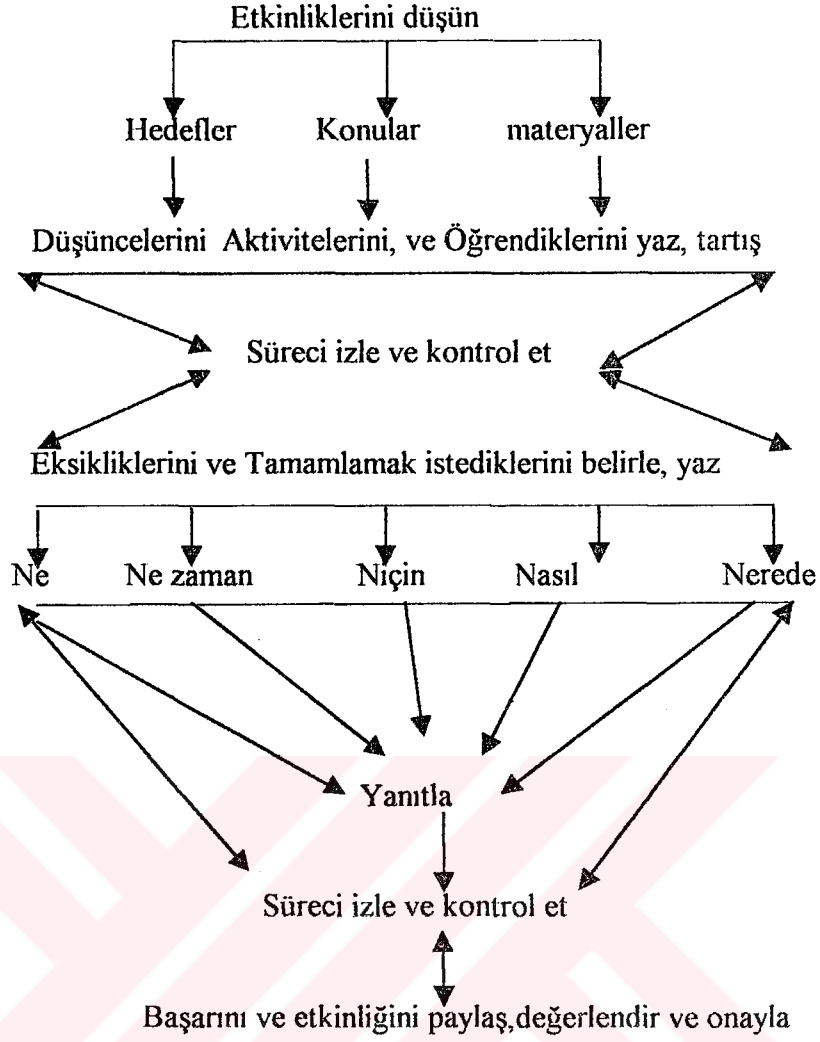 Etkinliklerini düşün
Hedefler Konular materyaller
Düşüncelerini Aktivitelerini, ve Öğrendiklerini yaz, tartış
Süreci izle ve kontrol et
Eksikliklerini ve Tamamlamak istediklerini belirle, yaz
Ne Ne zaman Niçin Nasıl Nerede
Yanıtla
Süreci izle ve kontrol et
Başarını ve etkinliğini paylaş,değerlendir ve onayla